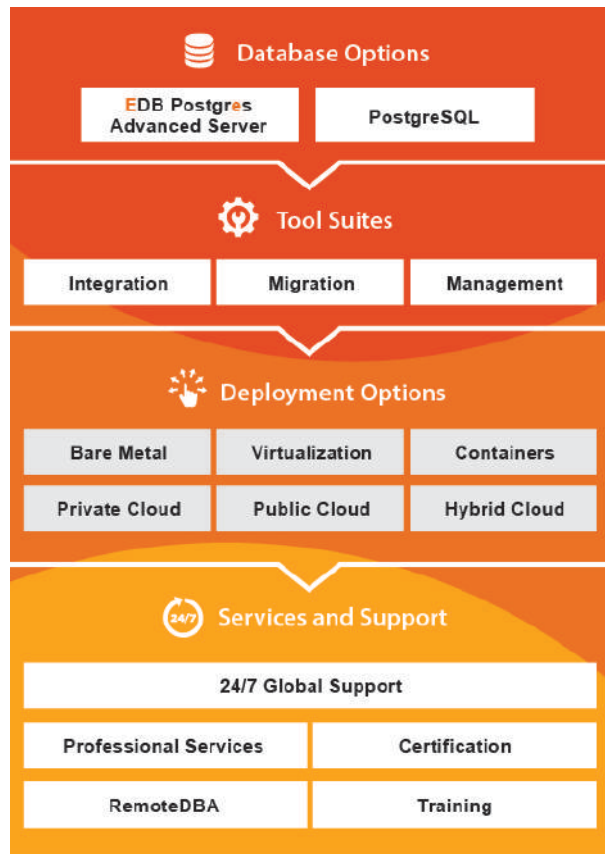 Database Options
EDB Postgres
Advanced Server
PostgreSQL
Tool Suites
Integration
Migration
Management
Deployment Options
Bare Metal
Virtualization
Containers
Private Cloud
Public Cloud
Hybrid Cloud
24/7
Services and Support
24/7 Global Support
Professional Services
Certification
RemoteDBA
Training